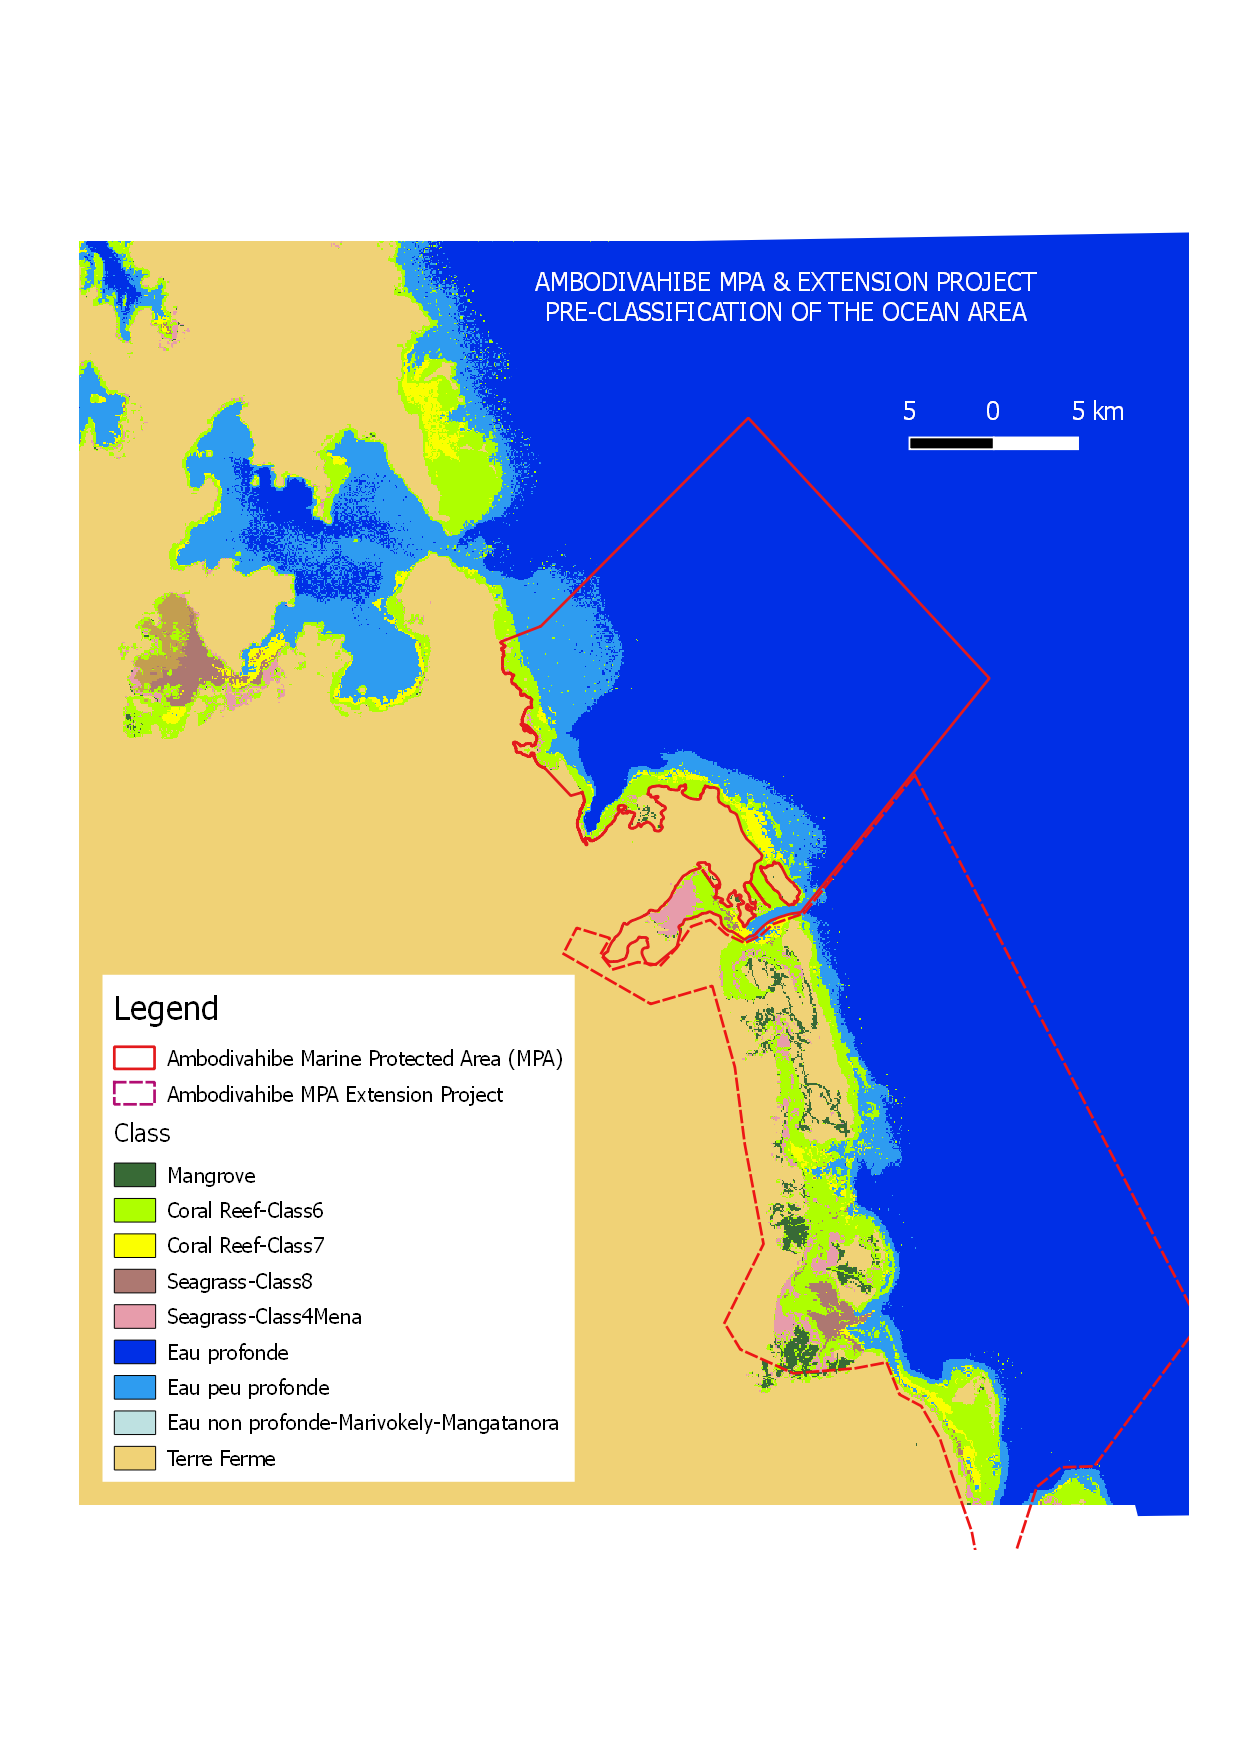 AMBODIVAHIBE MPA & EXTENSION PROJECT
PRE-CLASSIFICATION OF THE OCEAN AREA
5 0 5 km
Legend
Ambodivahibe Marine Protected Area (MPA)
Ambodivahibe MPA Extension Project
Class
Mangrove
Coral Reef-Class6
Coral Reef-Class7
Seagrass-Class8
Seagrass-Class4Mena
Eau profonde
Eau peu profonde
Eau non profonde-Marivokely-Mangatanora
Terre Ferme